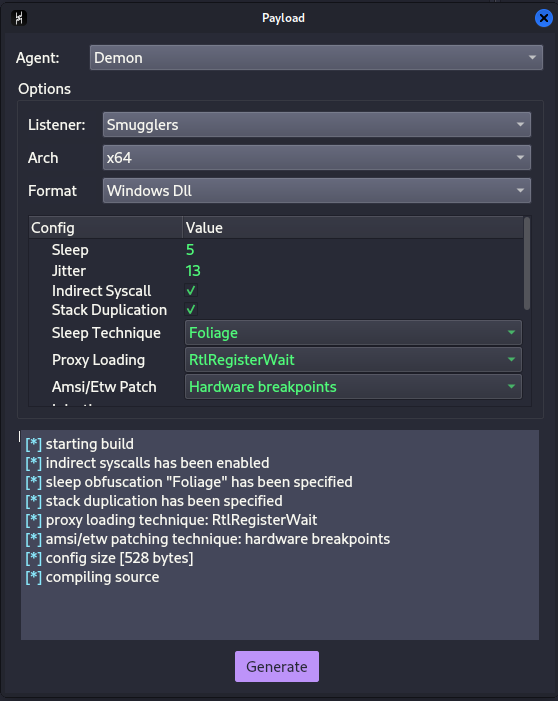 Payload
Agent: Demon
Options
Listener: Smugglers
Arch x64
Format Windows Dll
Config Value
Sleep 5
Jitter 13
Indirect Syscall ✓
Stack Duplication ✓
Sleep Technique Foliage
Proxy Loading RtlRegisterWait
Amsi/Etw Patch Hardware breakpoints
[*] starting build
[*] indirect syscalls has been enabled
[*] sleep obfuscation "Foliage" has been specified
[*] stack duplication has been specified
[*] proxy loading technique: RtlRegisterWait
[*] amsi/etw patching technique: hardware breakpoints
[*] config size [528 bytes]
[*] compiling source
Generate